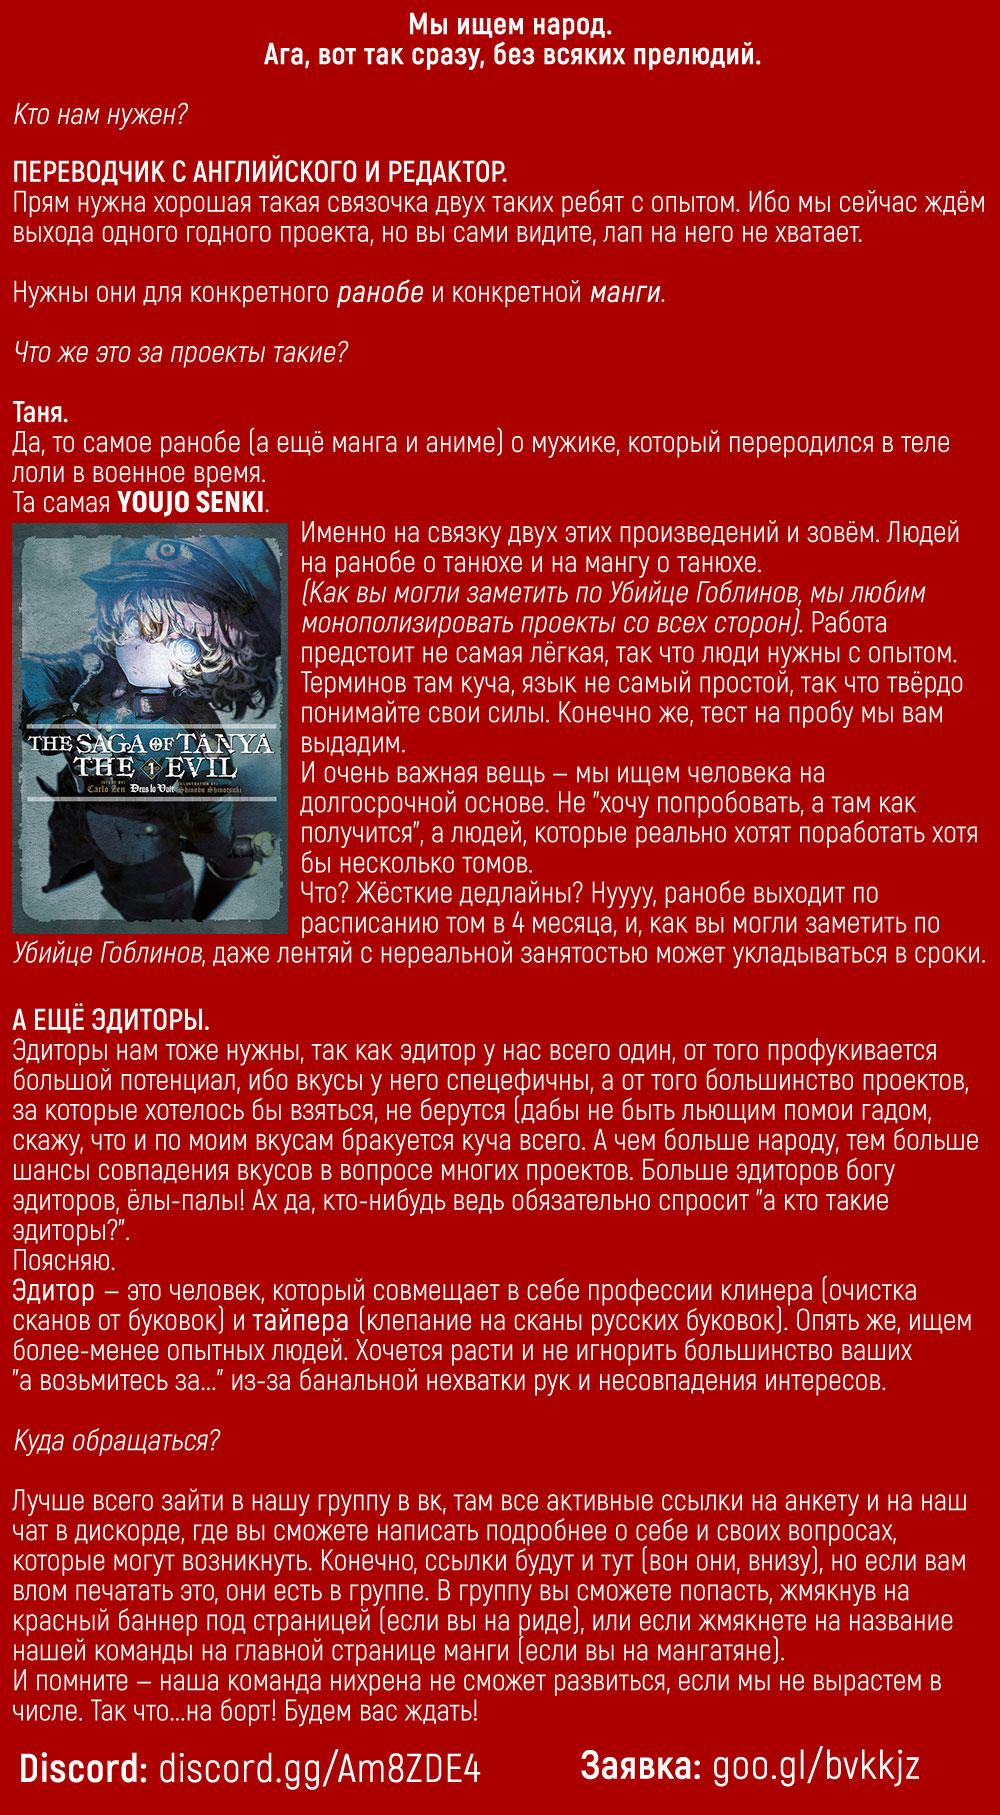 Мы ищем народ.
Ага, вот так сразу, без всяких прелюдий.
Кто нам нужен?
ПЕРЕВОДЧИК С АНГЛИЙСКОГО И РЕДАКТОР.
Прям нужна хорошая такая связочка двух таких ребят с опытом. Ибо мы сейчас ждём
выхода одного годного проекта, но вы сами видите, лап на него не хватает.
Нужны они для конкретного ранобе и конкретной манги.
Что же это за проекты такие?
Таня.
Да, то самое ранобе (а ещё манга и аниме) о мужике, который переродился в теле
лоли в военное время.
Та самая YOUJO SENKI.
Именно на связку двух этих произведений и зовём. Людей
на ранобе о танюхе и на мангу о танюхе.
(Как вы могли заметить по Убийце Гоблинов, мы любим
монополизировать проекты со всех сторон). Работа
предстоит не самая лёгкая, так что люди нужны с опытом.
Терминов там куча, язык не самый простой, так что твёрдо
понимайте свои силы. Конечно же, тест на пробу мы вам
выдадим.
И очень важная вещь – мы ищем человека на
долгосрочной основе. Не "хочу попробовать, а там как
получится", а людей, которые реально хотят поработать хотя
бы несколько томов.
Что? Жёсткие дедлайны? Нуууу, ранобе выходит по
расписанию том в 4 месяца, и, как вы могли заметить по
Убийце Гоблинов, даже лентяй с нереальной занятостью может укладываться в сроки.
THE SAGA OF TANYA
THE 1 EVIL
Carlo Zen Deus lo Vult Shinobu Shinotsuki
А ЕЩЁ ЭДИТОРЫ.
Эдиторы нам тоже нужны, так как эдитор у нас всего один, от того профукивается
большой потенциал, ибо вкусы у него спецефичны, а от того большинство проектов,
за которые хотелось бы взяться, не берутся (дабы не быть льющим помои гадом,
скажу, что и по моим вкусам бракуется куча всего. А чем больше народу, тем больше
шансы совпадения вкусов в вопросе многих проектов. Больше эдиторов богу
эдиторов, ёлы-палы! Ах да, кто-нибудь ведь обязательно спросит "а кто такие
эдиторы?".
Поясняю.
Эдитор – это человек, который совмещает в себе профессии клинера (очистка
сканов от буковок) и тайпера (клепание на сканы русских буковок). Опять же, ищем
более-менее опытных людей. Хочется расти и не игнорить большинство ваших
"а возьмитесь за..." из-за банальной нехватки рук и несовпадения интересов.
Куда обращаться?
Лучше всего зайти в нашу группу в вк, там все активные ссылки на анкету и на наш
чат в дискорде, где вы сможете написать подробнее о себе и своих вопросах,
которые могут возникнуть. Конечно, ссылки будут и тут (вон они, внизу), но если вам
влом печатать это, они есть в группе. В группу вы сможете попасть, жмякнув на
красный баннер под страницей (если вы на риде), или если жмякнете на название
нашей команды на главной странице манги (если вы на мангатяне).
И помните – наша команда нихрена не сможет развиться, если мы не вырастем в
числе. Так что...на борт! Будем вас ждать!
Discord: discord.gg/Am8ZDE4
Заявка: goo.gl/bvkkjz